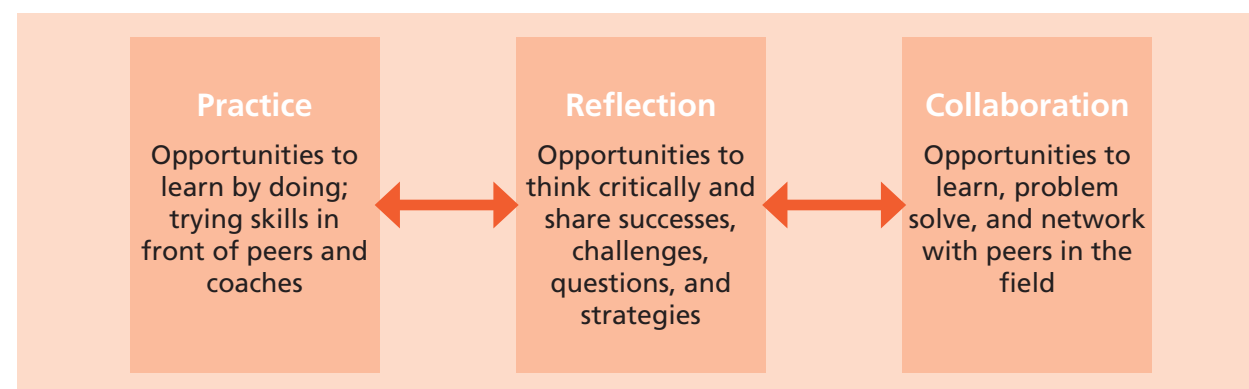 Practice
Opportunities to
learn by doing;
trying skills in
front of peers and
coaches
Reflection
Opportunities to
think critically and
share successes,
challenges,
questions, and
strategies
Collaboration
Opportunities to
learn, problem
solve, and network
with peers in the
field